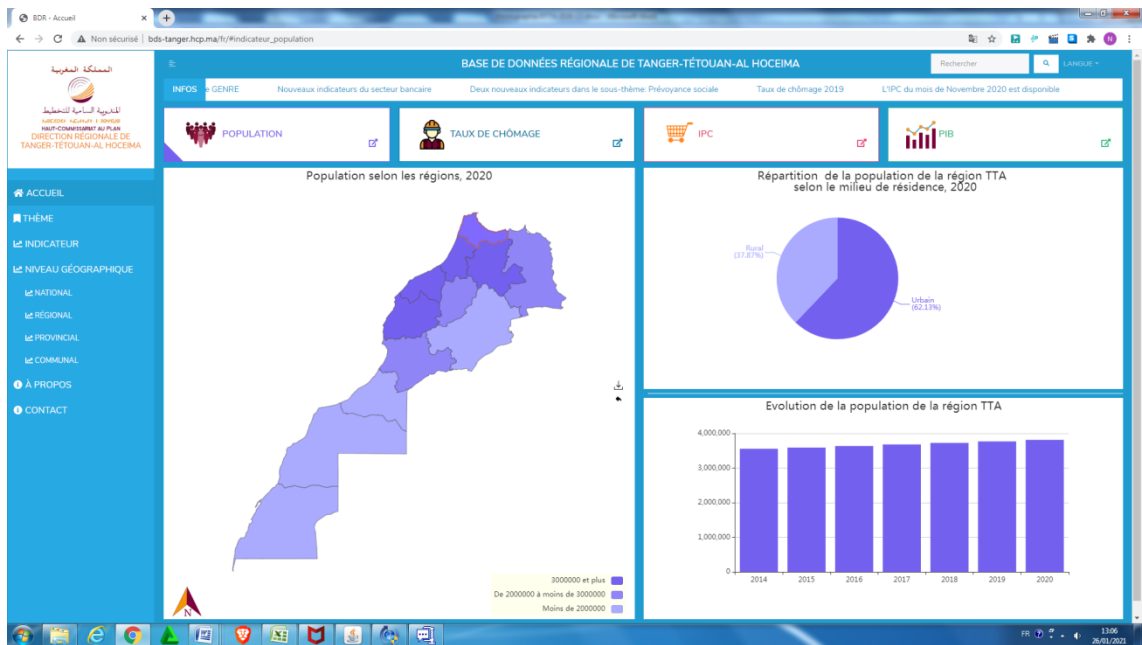 BDR - Accueil
Non sécurisé | bds-tanger.hcp.ma/fr/#indicateur_population
N
المملكة المغربية
المندوبية السامية للتخطيط
HAUT-COMMISSARIAT AU PLAN
DIRECTION RÉGIONALE DE
TANGER-TÉTOUAN-AL HOCEIMA
BASE DE DONNÉES RÉGIONALE DE TANGER-TÉTOUAN-AL HOCEIMA
Rechercher
LANGUE
INFOS
e GENRE Nouveaux indicateurs du secteur bancaire Deux nouveaux indicateurs dans le sous-thème: Prévoyance sociale Taux de chômage 2019 L'IPC du mois de Novembre 2020 est disponible
POPULATION
TAUX DE CHÔMAGE
IPC
PIB
ACCUEIL
THÈME
INDICATEUR
NIVEAU GÉOGRAPHIQUE
NATIONAL
RÉGIONAL
PROVINCIAL
COMMUNAL
À PROPOS
CONTACT
Population selon les régions, 2020
N
3000000 et plus
De 2000000 à moins de 3000000
Moins de 2000000
Répartition de la population de la région TTA
selon le milieu de résidence, 2020
Rural
(37.87%)
Urbain
(62.13%)
Evolution de la population de la région TTA
4,000,000
3,000,000
2,000,000
1,000,000
0
2014 2015 2016 2017 2018 2019 2020
FR
13:06
26/01/2021